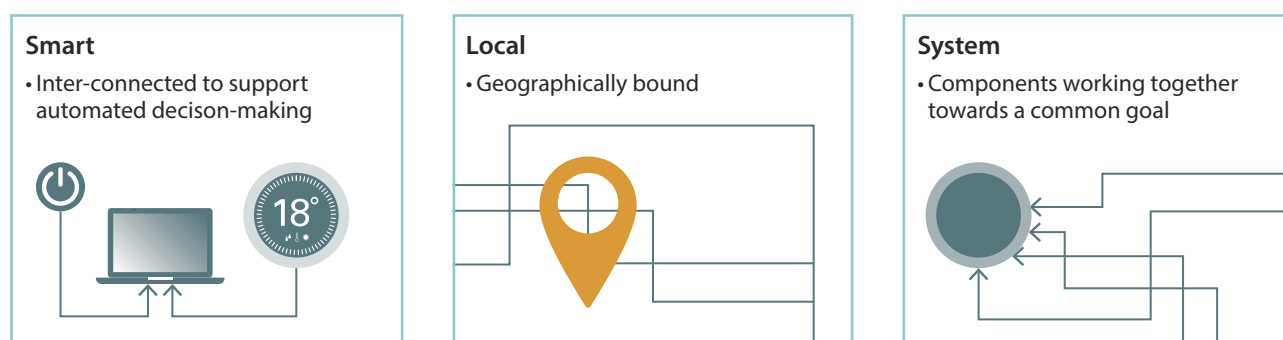 Smart
• Inter-connected to support
automated decison-making
18°
Local
• Geographically bound
System
• Components working together
towards a common goal